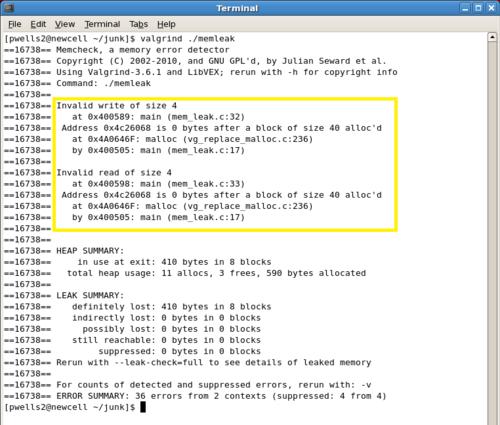 Terminal
File Edit View Terminal Tabs Help
[pwells2@newcell ~/junk]$ valgrind ./memleak
==16738== Memcheck, a memory error detector
==16738== Copyright (C) 2002-2010, and GNU GPL'd, by Julian Seward et al.
==16738== Using Valgrind-3.6.1 and LibVEX; rerun with -h for copyright info
==16738== Command: ./memleak
==16738==
==16738== Invalid write of size 4
==16738==    at 0x400589: main (mem_leak.c:32)
==16738==  Address 0x4c26068 is 0 bytes after a block of size 40 alloc'd
==16738==    at 0x4A0646F: malloc (vg_replace_malloc.c:236)
==16738==    by 0x400505: main (mem_leak.c:17)
==16738==
==16738== Invalid read of size 4
==16738==    at 0x400598: main (mem_leak.c:33)
==16738==  Address 0x4c26068 is 0 bytes after a block of size 40 alloc'd
==16738==    at 0x4A0646F: malloc (vg_replace_malloc.c:236)
==16738==    by 0x400505: main (mem_leak.c:17)
==16738==
==16738==
==16738== HEAP SUMMARY:
==16738==     in use at exit: 410 bytes in 8 blocks
==16738==   total heap usage: 11 allocs, 3 frees, 590 bytes allocated
==16738==
==16738== LEAK SUMMARY:
==16738==    definitely lost: 410 bytes in 8 blocks
==16738==    indirectly lost: 0 bytes in 0 blocks
==16738==      possibly lost: 0 bytes in 0 blocks
==16738==    still reachable: 0 bytes in 0 blocks
==16738==         suppressed: 0 bytes in 0 blocks
==16738== Rerun with --leak-check=full to see details of leaked memory
==16738==
==16738== For counts of detected and suppressed errors, rerun with: -v
==16738== ERROR SUMMARY: 36 errors from 2 contexts (suppressed: 4 from 4)
[pwells2@newcell ~/junk]$